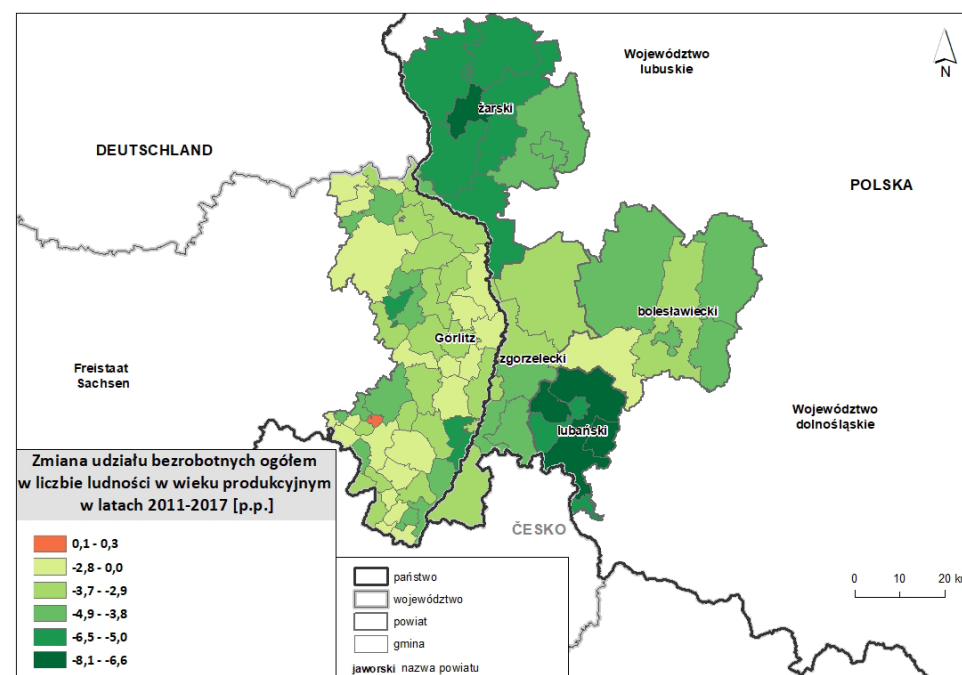 Województwo
lubuskie
N
żarski
DEUTSCHLAND
POLSKA
bolesławiecki
Görlitz
zgorzelecki
Freistaat
Sachsen
Województwo
dolnośląskie
lubański
Zmiana udziału bezrobotnych ogółem
w liczbie ludności w wieku produkcyjnym
w latach 2011-2017 [p.p.]
ČESKO
0,1 - 0,3
-2,8 - 0,0
-3,7 - -2,9
-4,9 - -3,8
-6,5 - -5,0
-8,1 - -6,6
państwo
województwo
powiat
gmina
jaworski nazwa powiatu
0 10 20 km